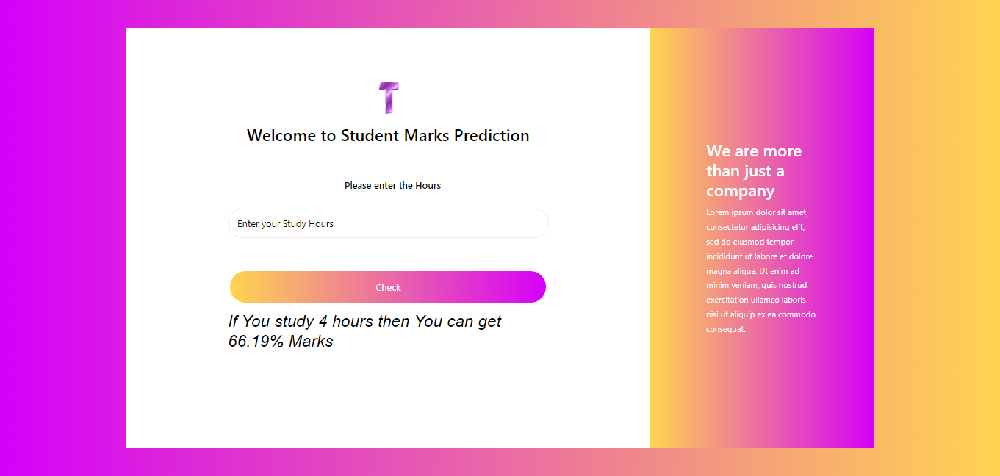 T
Welcome to Student Marks Prediction
Please enter the Hours
Enter your Study Hours
Check
If You study 4 hours then You can get
66.19% Marks
We are more
than just a
company
Lorem ipsum dolor sit amet,
consectetur adipisicing elit,
sed do eiusmod tempor
incididunt ut labore et dolore
magna aliqua. Ut enim ad
minim veniam, quis nostrud
exercitation ullamco laboris
nisi ut aliquip ex ea commodo
consequat.